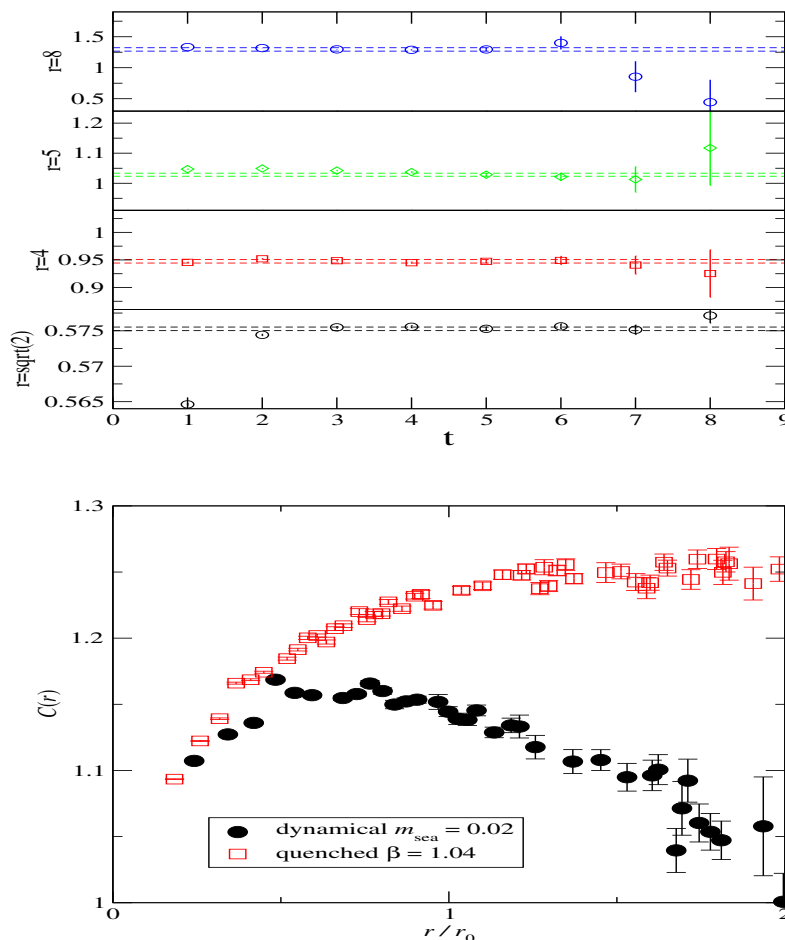 1.5
1
0.5
r=8
1.2
1.1
1
r=5
1
0.95
0.9
r=4
0.575
0.57
0.565
r=sqrt(2)
0 1 2 3 4 5 6 7 8 9
t
1.3
1.2
1.1
1
C(r)
dynamical m_sea = 0.02
quenched β = 1.04
0 1 2
r / r_0